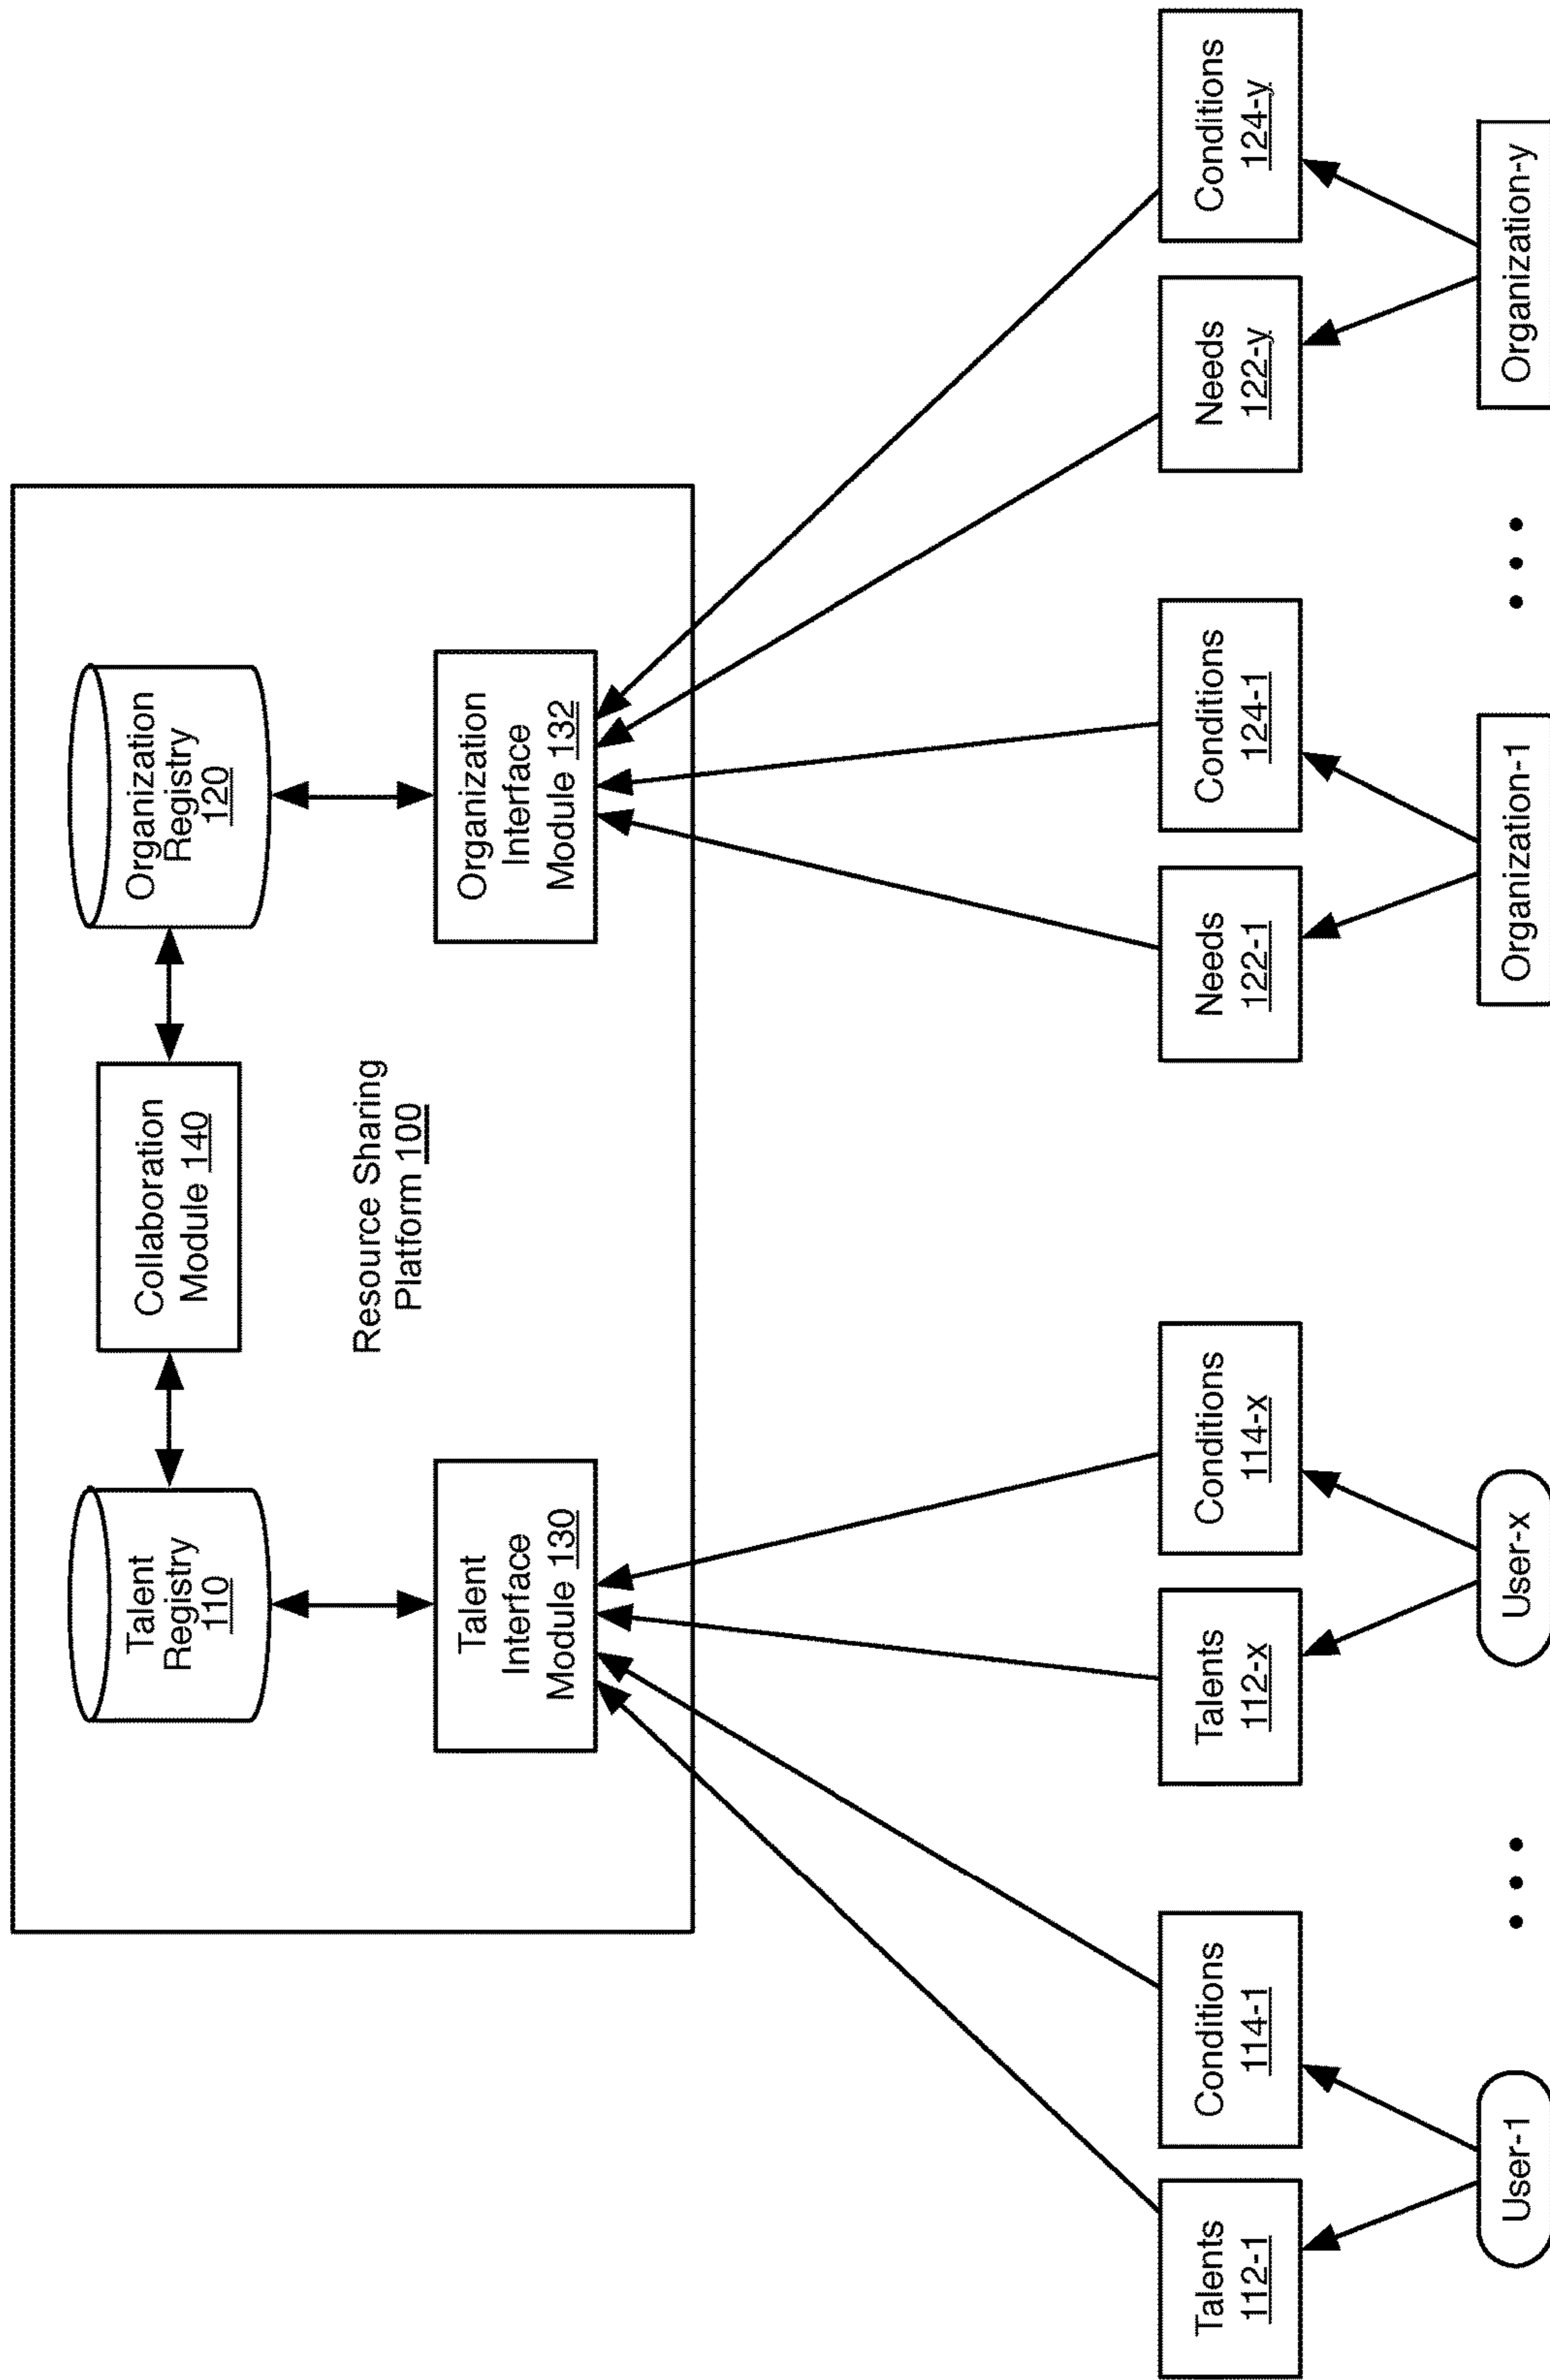 Talent
Registry
110
Collaboration
Module 140
Organization
Registry
120
Resource Sharing
Platform 100
Talent
Interface
Module 130
Organization
Interface
Module 132
Talents
112-1
Conditions
114-1
Talents
112-x
Conditions
114-x
Needs
122-1
Conditions
124-1
Needs
122-y
Conditions
124-y
User-1
• • •
User-x
Organization-1
• • •
Organization-y